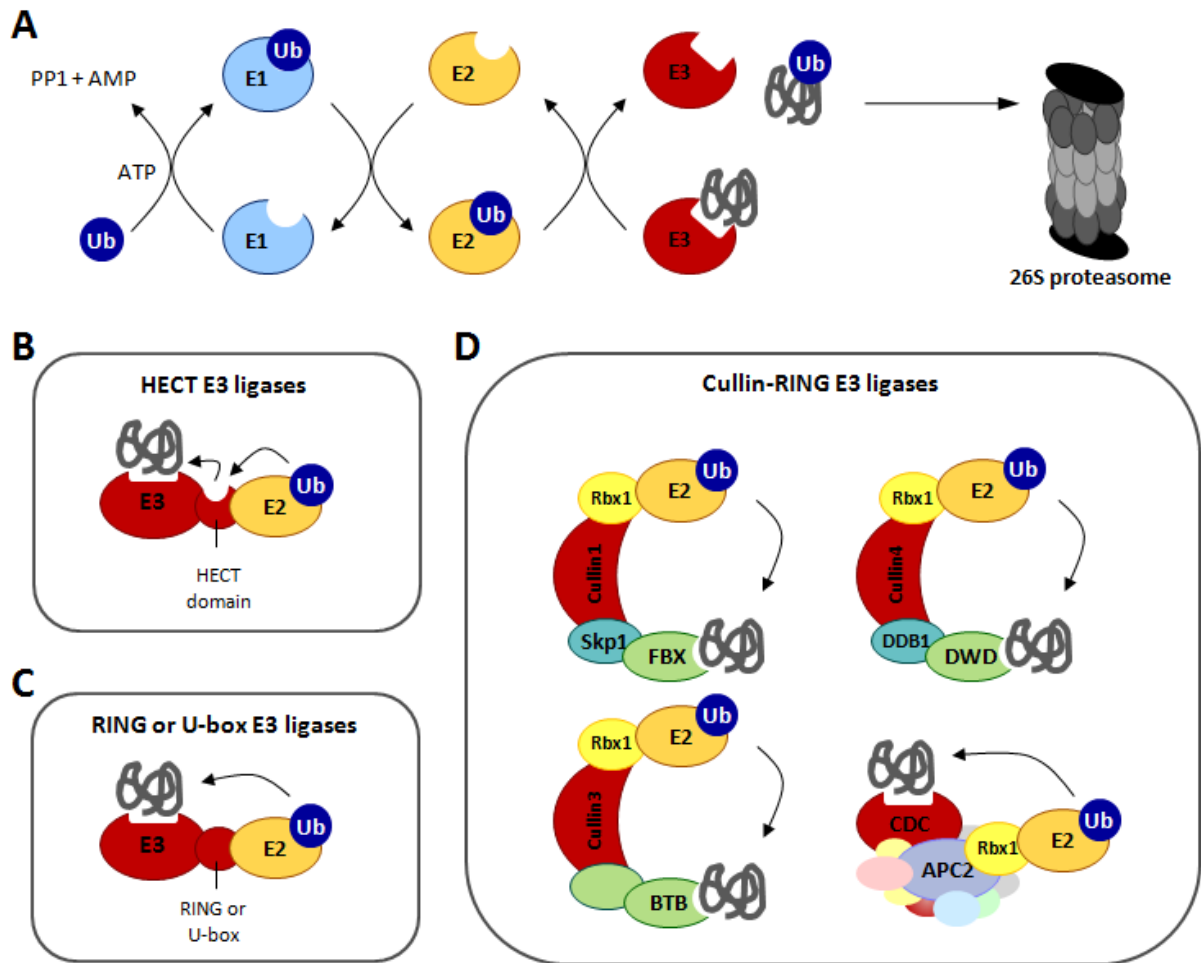 A
Ub
Ub
PP1 + AMP
E1
E2
E3
ATP
Ub
Ub
E1
E2
E3
26S proteasome
B
HECT E3 ligases
Ub
E3
E2
HECT
domain
C
RING or U-box E3 ligases
Ub
E3
E2
RING or
U-box
D
Cullin-RING E3 ligases
Ub
Rbx1
E2
Cullin1
Skp1
FBX
Ub
Rbx1
E2
Cullin4
DDB1
DWD
Ub
Rbx1
E2
Cullin3
BTB
CDC
Ub
Rbx1
E2
APC2